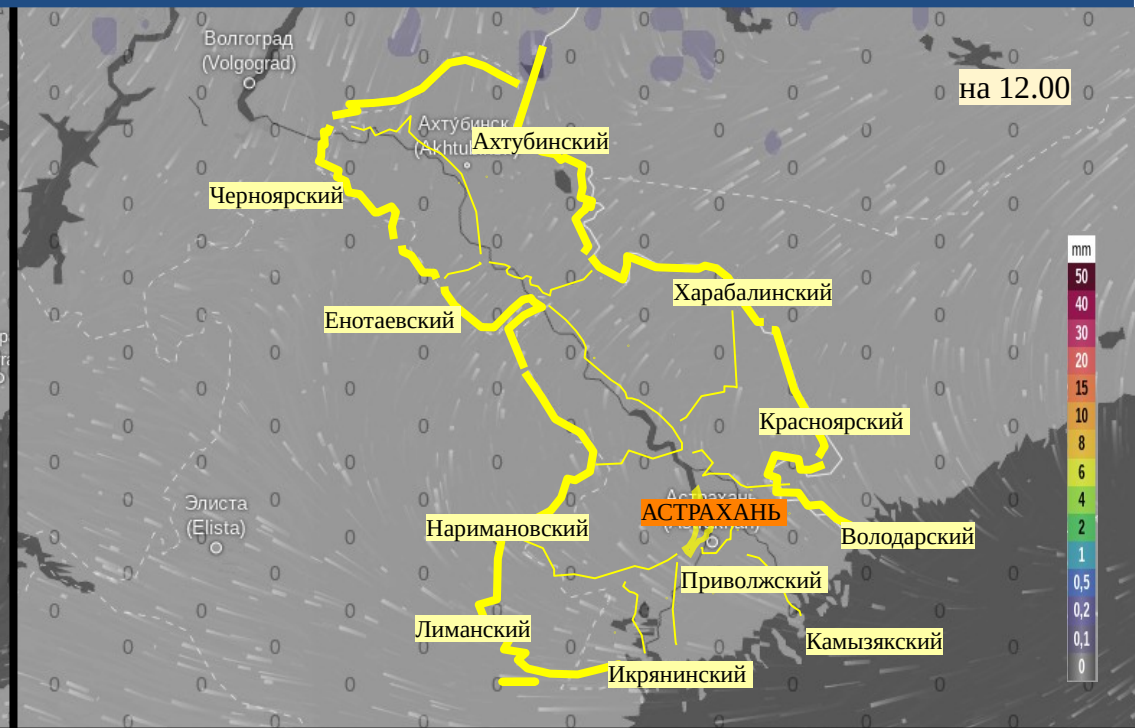 Волгоград
(Volgograd)
на 12.00
Ахтубинск
Ахтубинский
Черноярский
mm
50
40
30
20
15
10
8
6
4
2
1
0,5
0,2
0,1
0
Харабалинский
Енотаевский
Красноярский
Элиста
(Elista)
Астрахань
АСТРАХАНЬ
Наримановский
Володарский
Приволжский
Лиманский
Камызякский
Икрянинский